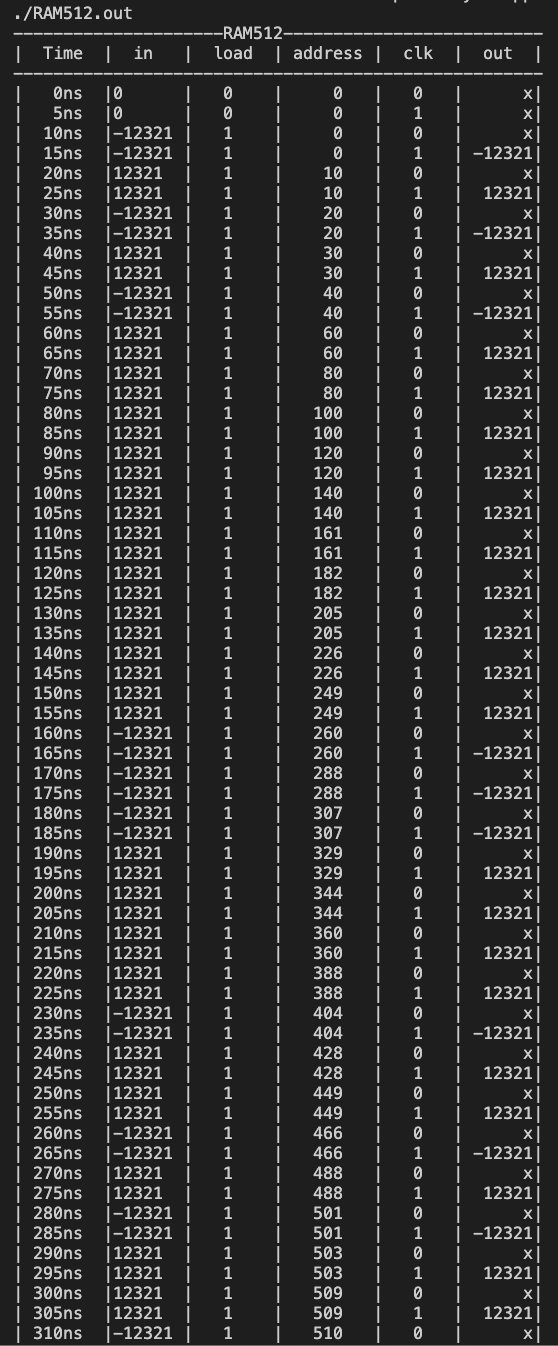 ./RAM512.out
---------------------RAM512--------------------------
| Time | in | load | address | clk | out |
-----------------------------------------------------
| 0ns |0 | 0 | 0 | 0 | x|
| 5ns |0 | 0 | 0 | 1 | x|
| 10ns |-12321 | 1 | 0 | 0 | x|
| 15ns |-12321 | 1 | 0 | 1 | -12321|
| 20ns |12321 | 1 | 10 | 0 | x|
| 25ns |12321 | 1 | 10 | 1 | 12321|
| 30ns |-12321 | 1 | 20 | 0 | x|
| 35ns |-12321 | 1 | 20 | 1 | -12321|
| 40ns |12321 | 1 | 30 | 0 | x|
| 45ns |12321 | 1 | 30 | 1 | 12321|
| 50ns |-12321 | 1 | 40 | 0 | x|
| 55ns |-12321 | 1 | 40 | 1 | -12321|
| 60ns |12321 | 1 | 60 | 0 | x|
| 65ns |12321 | 1 | 60 | 1 | 12321|
| 70ns |12321 | 1 | 80 | 0 | x|
| 75ns |12321 | 1 | 80 | 1 | 12321|
| 80ns |12321 | 1 | 100 | 0 | x|
| 85ns |12321 | 1 | 100 | 1 | 12321|
| 90ns |12321 | 1 | 120 | 0 | x|
| 95ns |12321 | 1 | 120 | 1 | 12321|
| 100ns |12321 | 1 | 140 | 0 | x|
| 105ns |12321 | 1 | 140 | 1 | 12321|
| 110ns |12321 | 1 | 161 | 0 | x|
| 115ns |12321 | 1 | 161 | 1 | 12321|
| 120ns |12321 | 1 | 182 | 0 | x|
| 125ns |12321 | 1 | 182 | 1 | 12321|
| 130ns |12321 | 1 | 205 | 0 | x|
| 135ns |12321 | 1 | 205 | 1 | 12321|
| 140ns |12321 | 1 | 226 | 0 | x|
| 145ns |12321 | 1 | 226 | 1 | 12321|
| 150ns |12321 | 1 | 249 | 0 | x|
| 155ns |12321 | 1 | 249 | 1 | 12321|
| 160ns |-12321 | 1 | 260 | 0 | x|
| 165ns |-12321 | 1 | 260 | 1 | -12321|
| 170ns |-12321 | 1 | 288 | 0 | x|
| 175ns |-12321 | 1 | 288 | 1 | -12321|
| 180ns |-12321 | 1 | 307 | 0 | x|
| 185ns |-12321 | 1 | 307 | 1 | -12321|
| 190ns |12321 | 1 | 329 | 0 | x|
| 195ns |12321 | 1 | 329 | 1 | 12321|
| 200ns |12321 | 1 | 344 | 0 | x|
| 205ns |12321 | 1 | 344 | 1 | 12321|
| 210ns |12321 | 1 | 360 | 0 | x|
| 215ns |12321 | 1 | 360 | 1 | 12321|
| 220ns |12321 | 1 | 388 | 0 | x|
| 225ns |12321 | 1 | 388 | 1 | 12321|
| 230ns |-12321 | 1 | 404 | 0 | x|
| 235ns |-12321 | 1 | 404 | 1 | -12321|
| 240ns |12321 | 1 | 428 | 0 | x|
| 245ns |12321 | 1 | 428 | 1 | 12321|
| 250ns |12321 | 1 | 449 | 0 | x|
| 255ns |12321 | 1 | 449 | 1 | 12321|
| 260ns |-12321 | 1 | 466 | 0 | x|
| 265ns |-12321 | 1 | 466 | 1 | -12321|
| 270ns |12321 | 1 | 488 | 0 | x|
| 275ns |12321 | 1 | 488 | 1 | 12321|
| 280ns |-12321 | 1 | 501 | 0 | x|
| 285ns |-12321 | 1 | 501 | 1 | -12321|
| 290ns |12321 | 1 | 503 | 0 | x|
| 295ns |12321 | 1 | 503 | 1 | 12321|
| 300ns |12321 | 1 | 509 | 0 | x|
| 305ns |12321 | 1 | 509 | 1 | 12321|
| 310ns |-12321 | 1 | 510 | 0 | x|